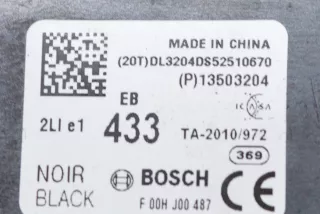 MADE IN CHINA
(20T)DL3204DS52510670
(P)13503204
EB
2LI e1
433
TA-2010/972
ICASA
369
NOIR
BLACK
BOSCH
F 00H J00 487
CE